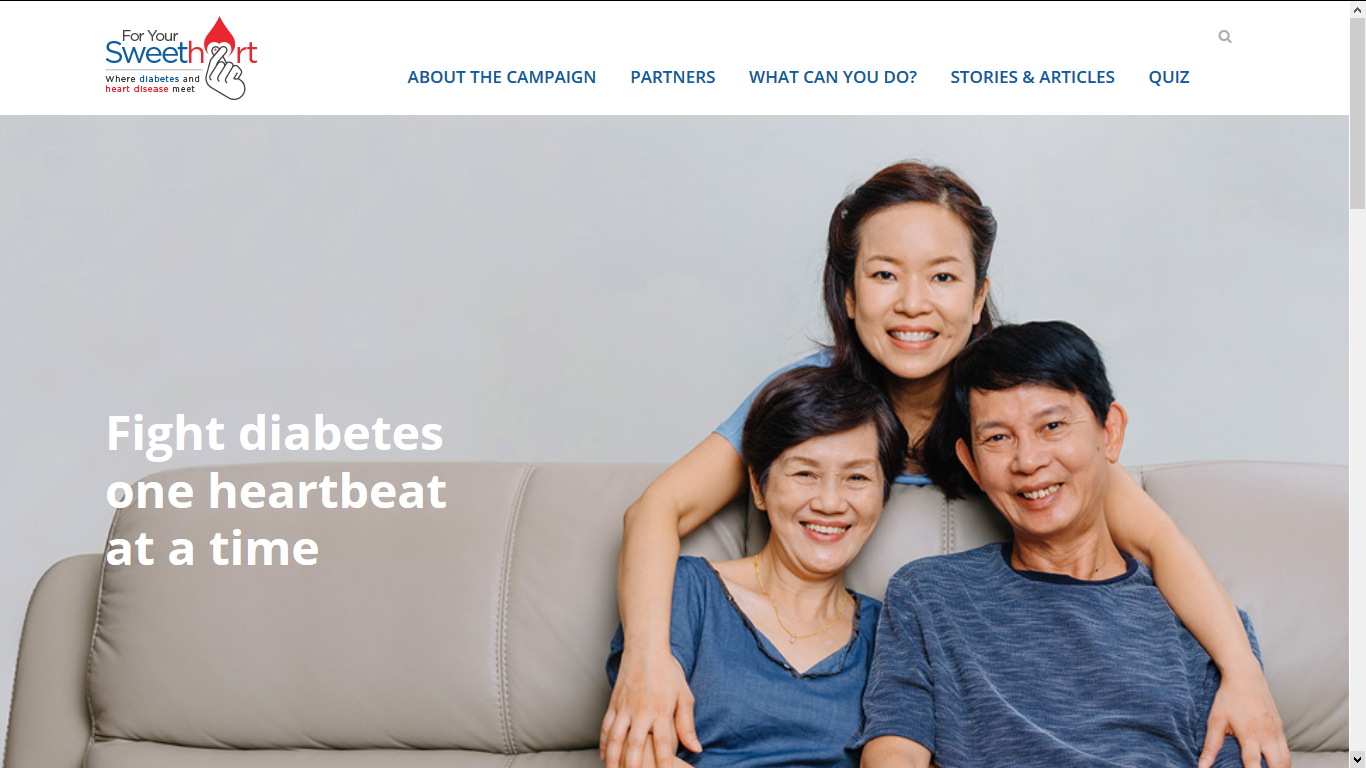 For Your
Sweethart
Where diabetes and
heart disease meet
ABOUT THE CAMPAIGN
PARTNERS
WHAT CAN YOU DO?
STORIES & ARTICLES
QUIZ
Fight diabetes
one heartbeat
at a time